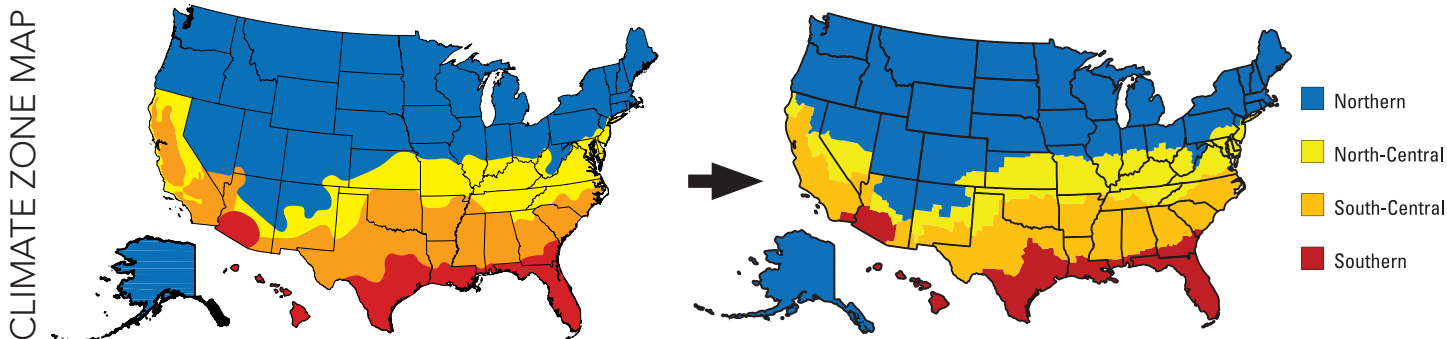 CLIMATE ZONE MAP
Northern
North-Central
South-Central
Southern